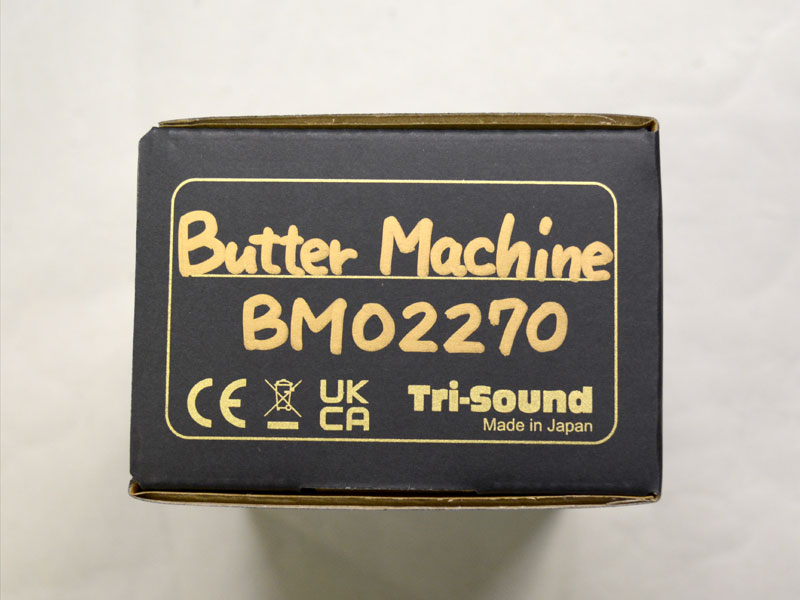 Butter Machine
BM02270
CE UK
CA
Tri-Sound
Made in Japan